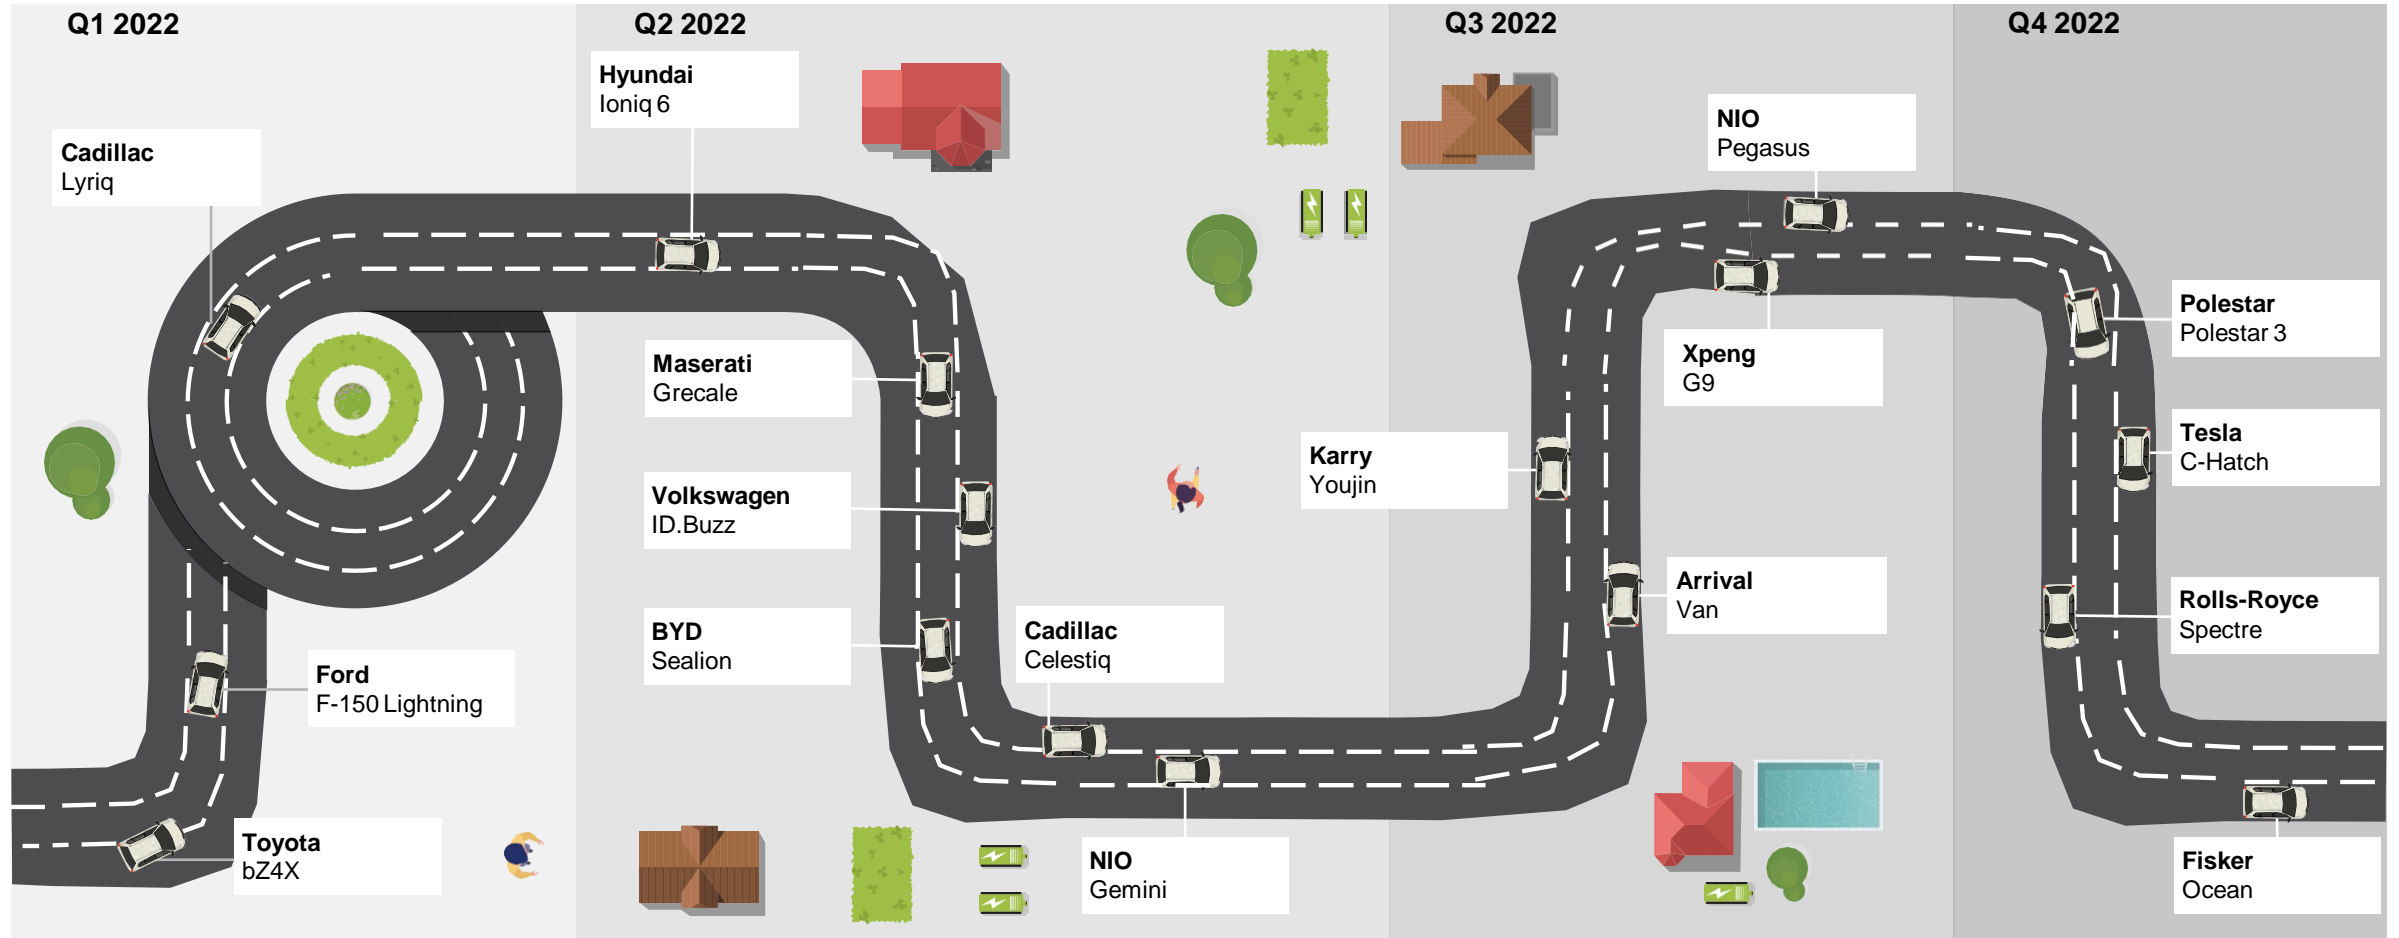 Q1 2022
Q2 2022
Q3 2022
Q4 2022
Cadillac
Lyriq
Ford
F-150 Lightning
Toyota
bZ4X
Hyundai
Ioniq 6
Maserati
Grecale
Volkswagen
ID.Buzz
BYD
Sealion
Cadillac
Celestiq
NIO
Gemini
Karry
Youjin
Arrival
Van
NIO
Pegasus
Xpeng
G9
Polestar
Polestar 3
Tesla
C-Hatch
Rolls-Royce
Spectre
Fisker
Ocean